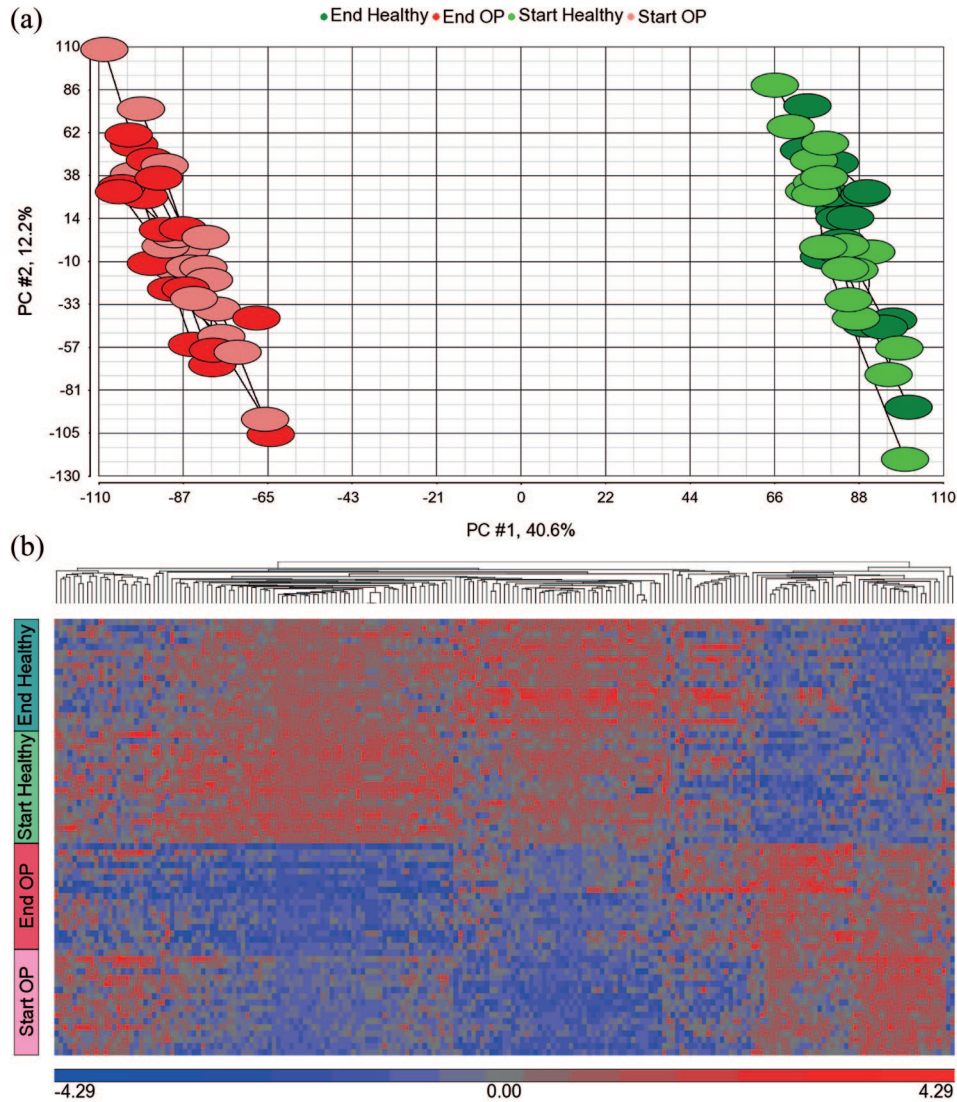 (a)
End Healthy End OP Start Healthy Start OP
110
86
62
38
14
-10
-33
-57
-81
-105
-130
PC #2, 12.2%
-110 -87 -65 -43 -21 0 22 44 66 88 110
PC #1, 40.6%
(b)
End Healthy
Start Healthy
End OP
Start OP
-4.29 0.00 4.29